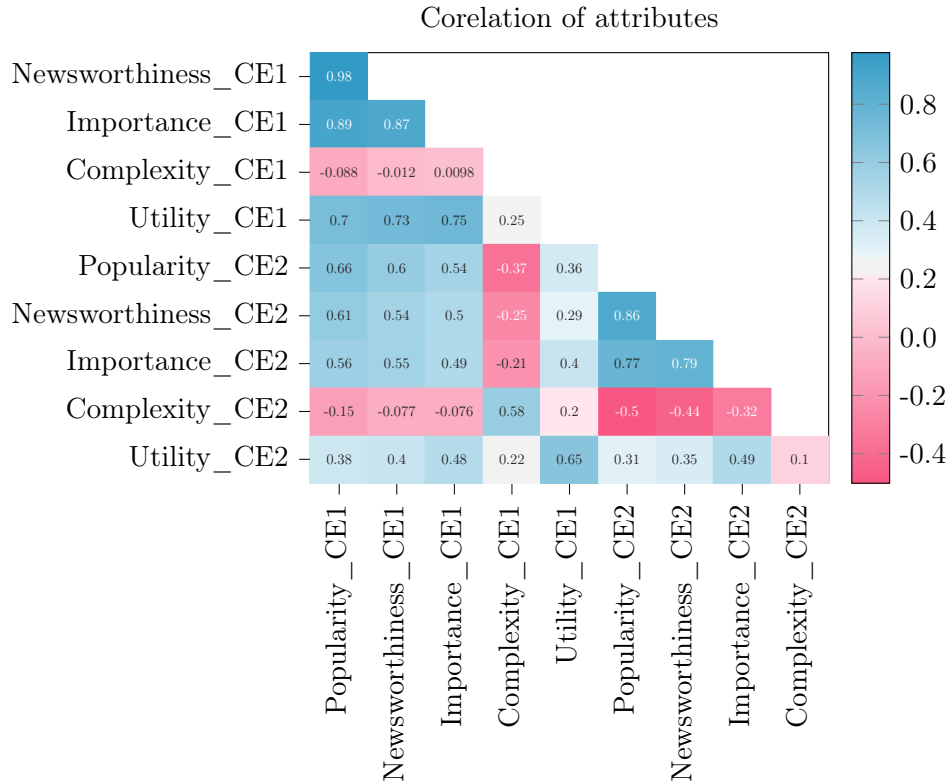 Corelation of attributes
Newsworthiness_CE1 0.98
Importance_CE1 0.89 0.87
Complexity_CE1 -0.088 -0.012 0.0098
Utility_CE1 0.7 0.73 0.75 0.25
Popularity_CE2 0.66 0.6 0.54 -0.37 0.36
Newsworthiness_CE2 0.61 0.54 0.5 -0.25 0.29 0.86
Importance_CE2 0.56 0.55 0.49 -0.21 0.4 0.77 0.79
Complexity_CE2 -0.15 -0.077 -0.076 0.58 0.2 -0.5 -0.44 -0.32
Utility_CE2 0.38 0.4 0.48 0.22 0.65 0.31 0.35 0.49 0.1
Popularity_CE1
Newsworthiness_CE1
Importance_CE1
Complexity_CE1
Utility_CE1
Popularity_CE2
Newsworthiness_CE2
Importance_CE2
Complexity_CE2
0.8
0.6
0.4
0.2
0.0
-0.2
-0.4